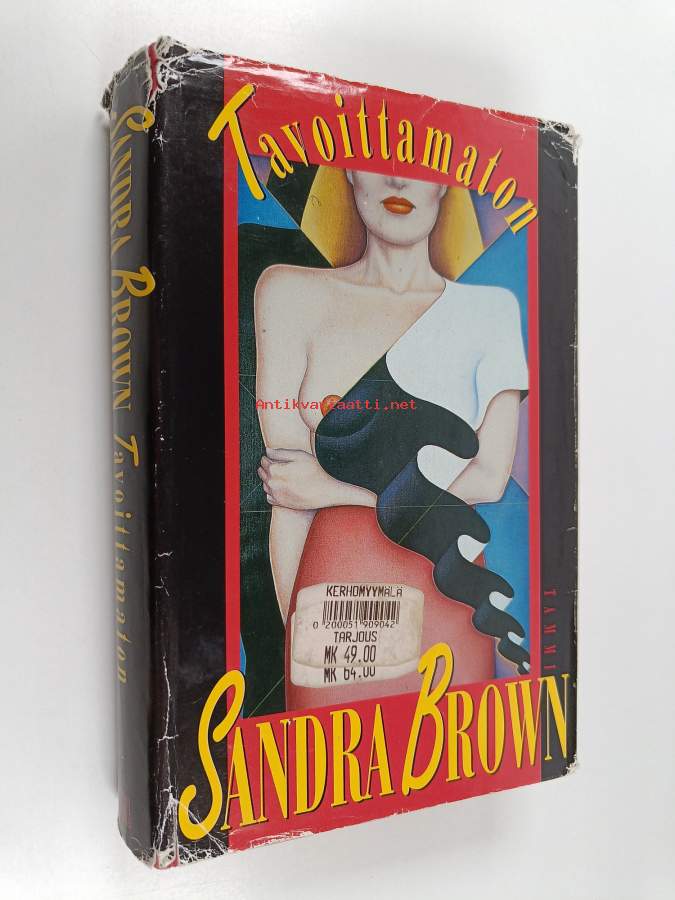 Tavoittamaton
Antikvariaatti.net
KERHOMYYMÄLÄ
0 200051 909042
TARJOUS
MK 49.00
MK 64.00
TAMMI
SANDRA BROWN
SANDRA BROWN Tavoittamaton